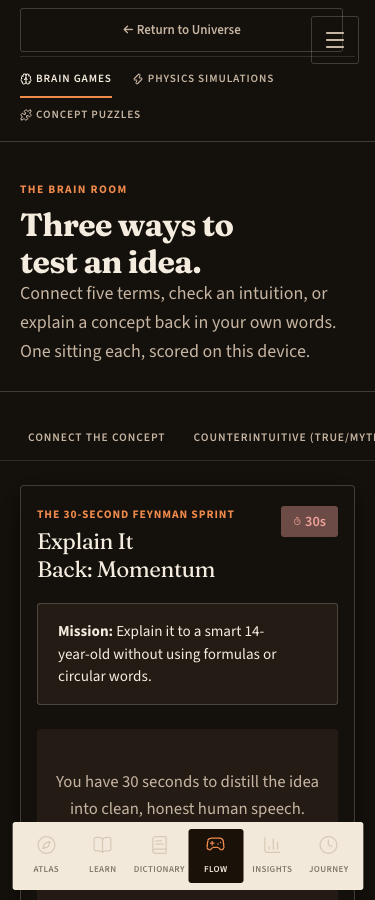 ← Return to Universe
BRAIN GAMES
PHYSICS SIMULATIONS
CONCEPT PUZZLES
THE BRAIN ROOM
Three ways to
test an idea.
Connect five terms, check an intuition, or
explain a concept back in your own words.
One sitting each, scored on this device.
CONNECT THE CONCEPT
COUNTERINTUITIVE (TRUE/MYT
THE 30-SECOND FEYNMAN SPRINT
30s
Explain It
Back: Momentum
Mission: Explain it to a smart 14-
year-old without using formulas or
circular words.
You have 30 seconds to distill the idea
into clean, honest human speech.
ATLAS
LEARN
DICTIONARY
FLOW
INSIGHTS
JOURNEY